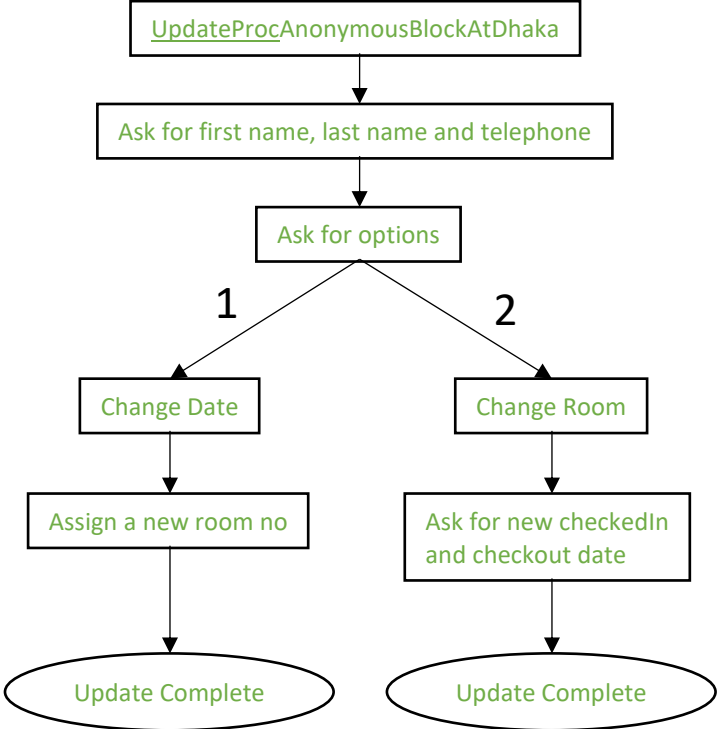 UpdateProcAnonymousBlockAtDhaka
Ask for first name, last name and telephone
Ask for options
1
2
Change Date
Change Room
Assign a new room no
Ask for new checkedIn
and checkout date
Update Complete
Update Complete